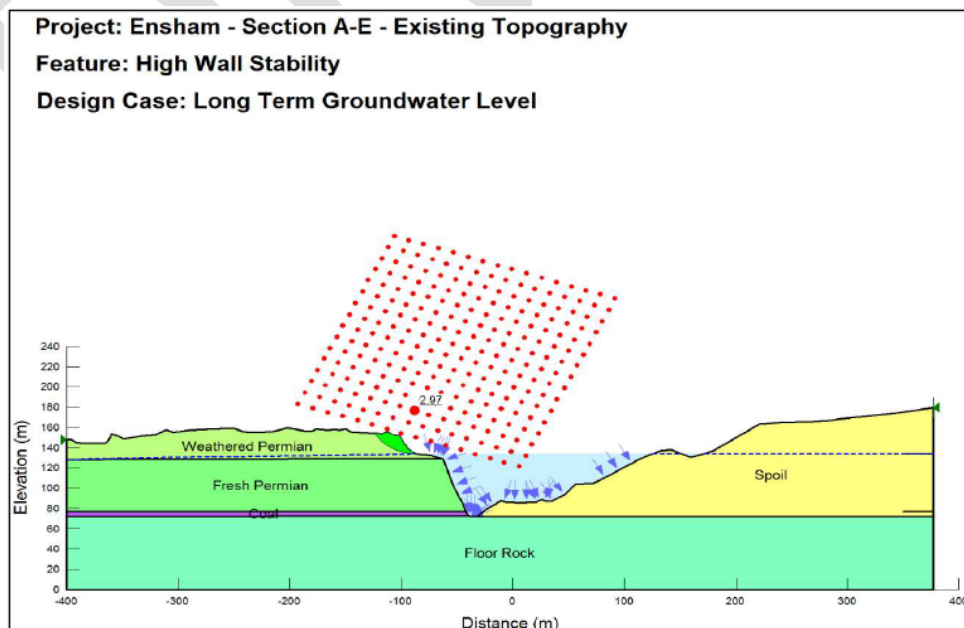 Project: Ensham - Section A-E - Existing Topography
Feature: High Wall Stability
Design Case: Long Term Groundwater Level
2.97
240
220
200
180
160
140
120
100
80
60
40
20
0
Elevation (m)
Weathered Permian
Fresh Permian
Coal
Spoil
Floor Rock
-400 -300 -200 -100 0 100 200 300 400
Distance (m)